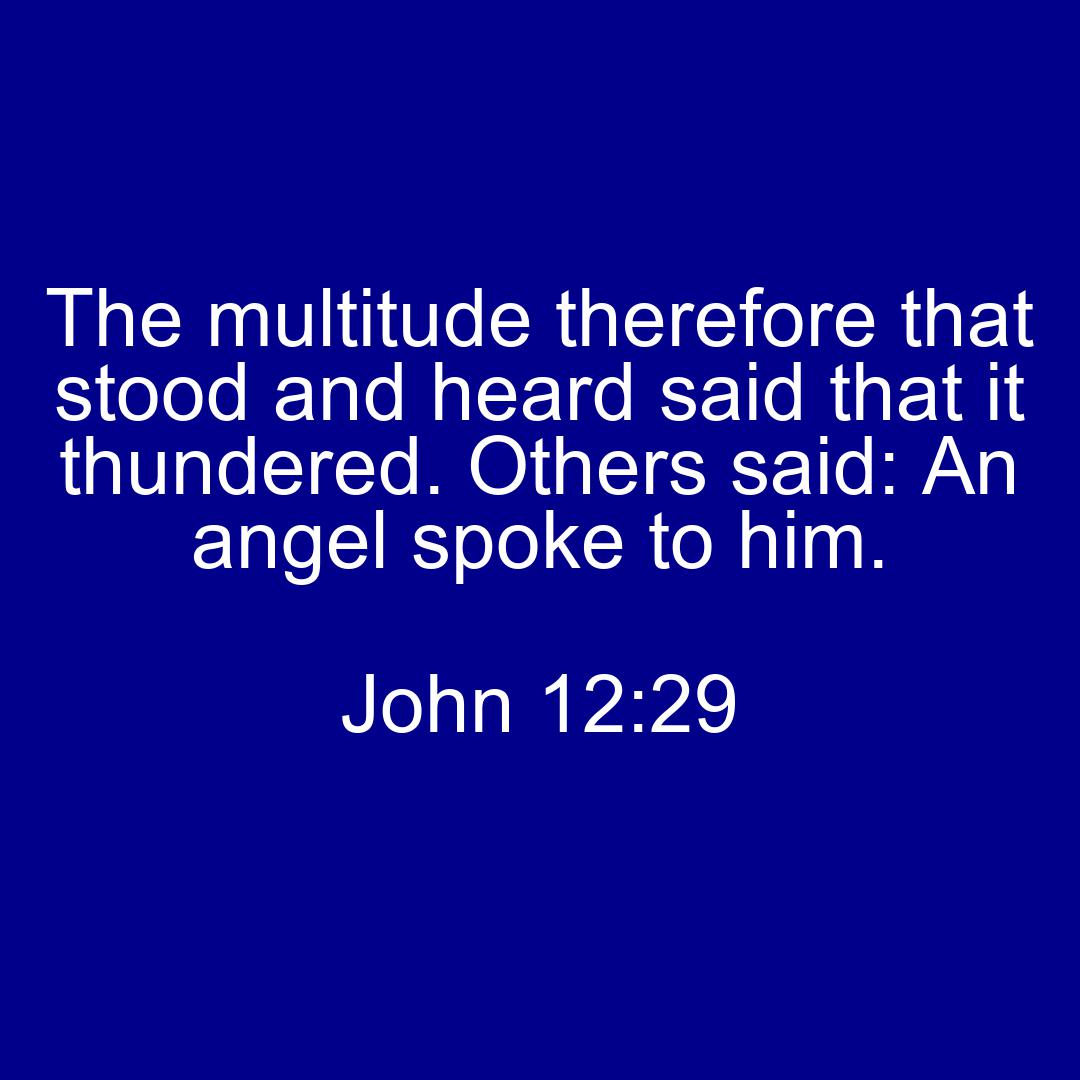 The multitude therefore that
stood and heard said that it
thundered. Others said: An
angel spoke to him.
John 12:29